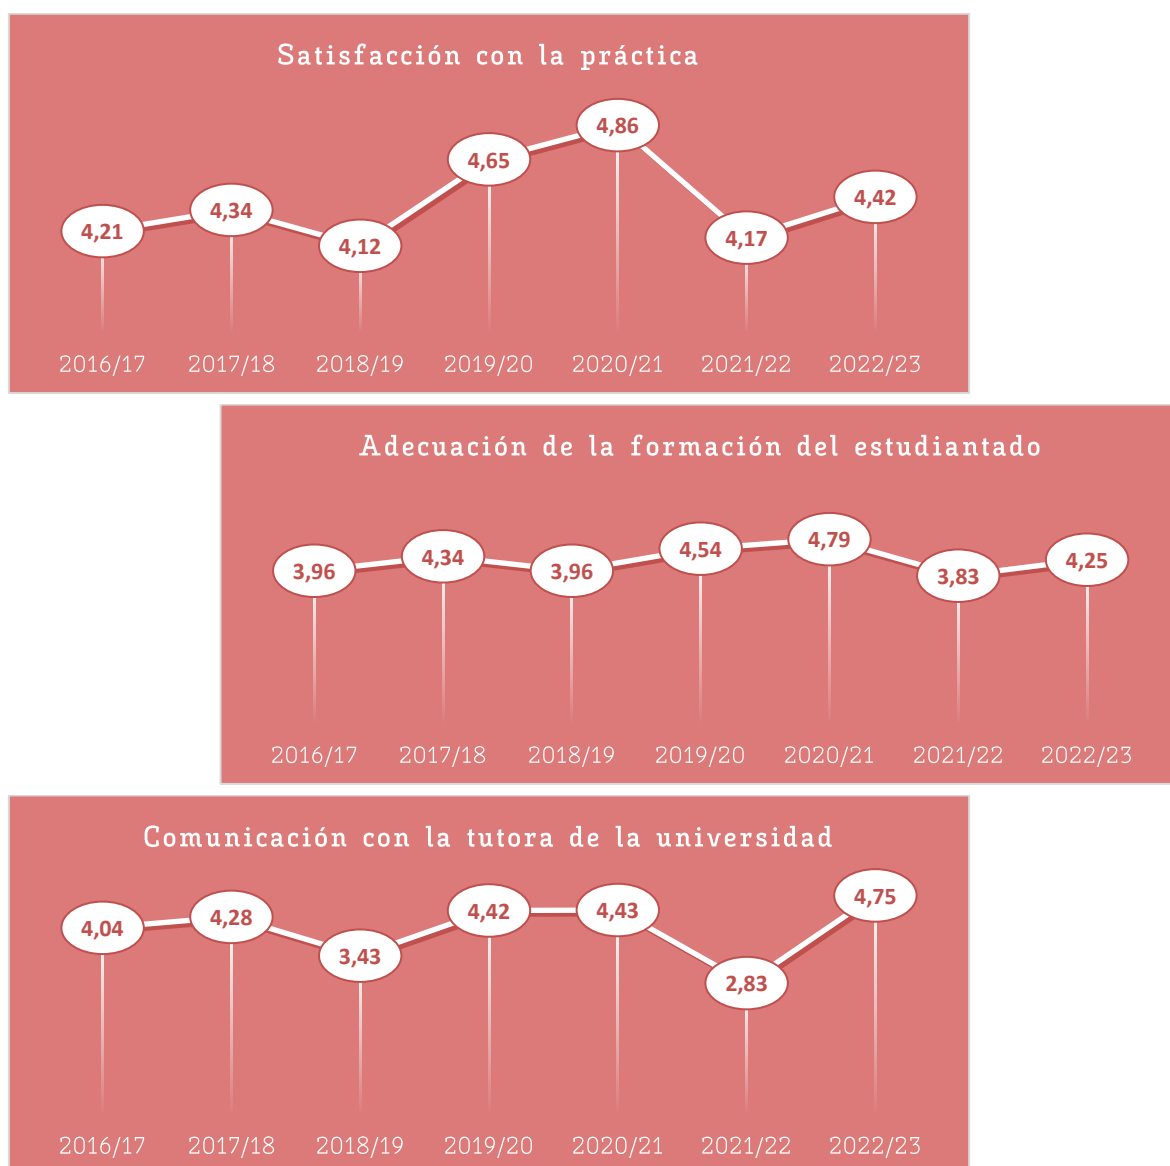 Satisfacción con la práctica
4,21 4,34 4,12 4,65 4,86 4,17 4,42
2016/17 2017/18 2018/19 2019/20 2020/21 2021/22 2022/23
Adecuación de la formación del estudiantado
3,96 4,34 3,96 4,54 4,79 3,83 4,25
2016/17 2017/18 2018/19 2019/20 2020/21 2021/22 2022/23
Comunicación con la tutora de la universidad
4,04 4,28 3,43 4,42 4,43 2,83 4,75
2016/17 2017/18 2018/19 2019/20 2020/21 2021/22 2022/23